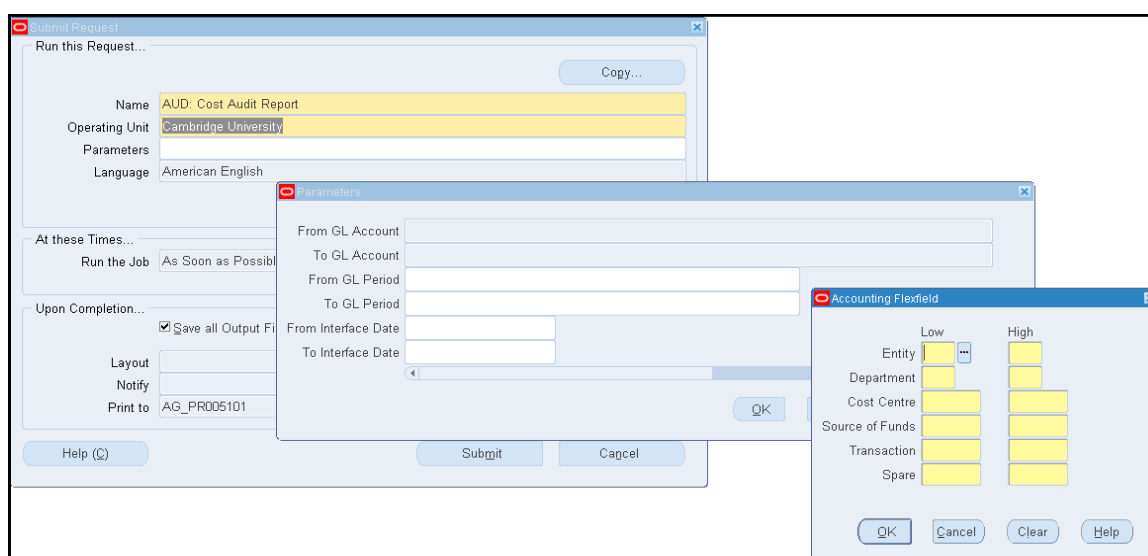 Submit Request
Run this Request...
Copy...
Name AUD: Cost Audit Report
Operating Unit Cambridge University
Parameters
Language American English
At these Times...
Run the Job As Soon as Possibl
Upon Completion...
Save all Output Fi
Layout
Notify
Print to AG_PR005101
Help (C) Submit Cancel
Parameters
From GL Account
To GL Account
From GL Period
To GL Period
From Interface Date
To Interface Date
OK
Accounting Flexfield
Low High
Entity
Department
Cost Centre
Source of Funds
Transaction
Spare
OK Cancel Clear Help